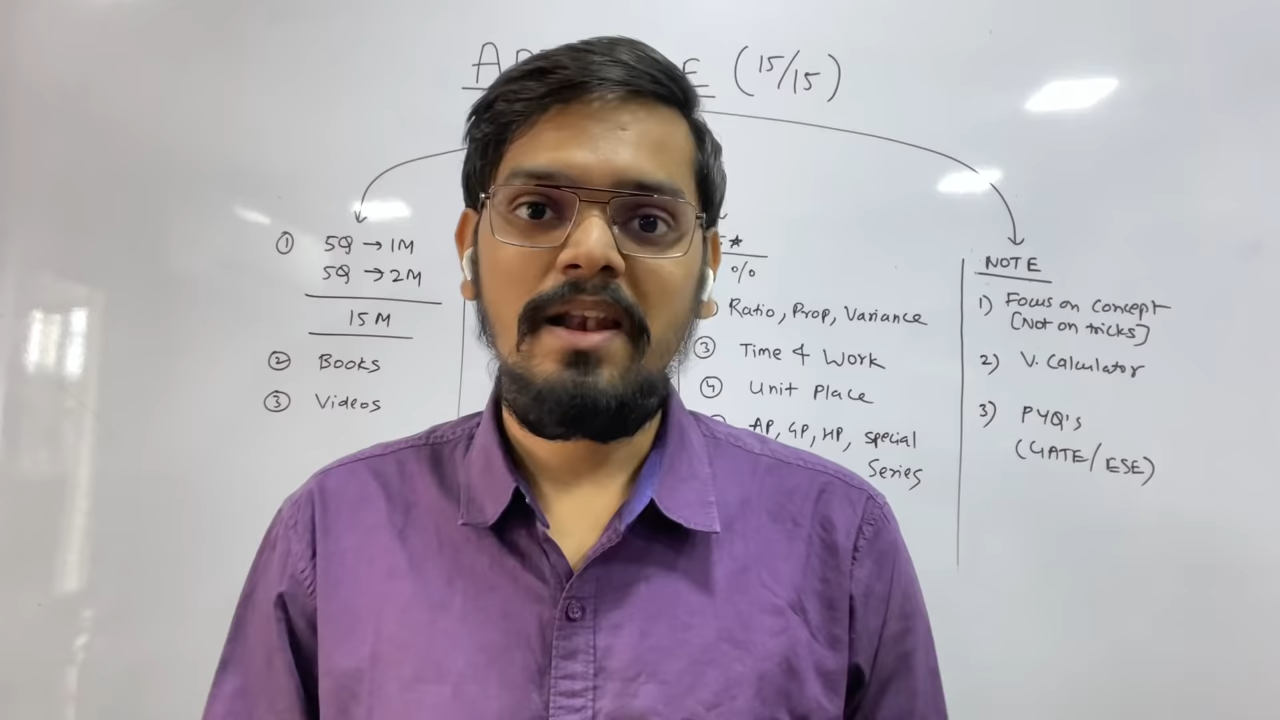 (15/15)
① 5Q → 1M
5Q → 2M
15 M
② Books
③ Videos
%
Ratio, Prop, Variance
③ Time & Work
④ Unit Place
AP, GP, HP, special
Series
NOTE
1) Focus on concept
[Not on tricks]
2) V. Calculator
3) PYQ's
(GATE/ESE)